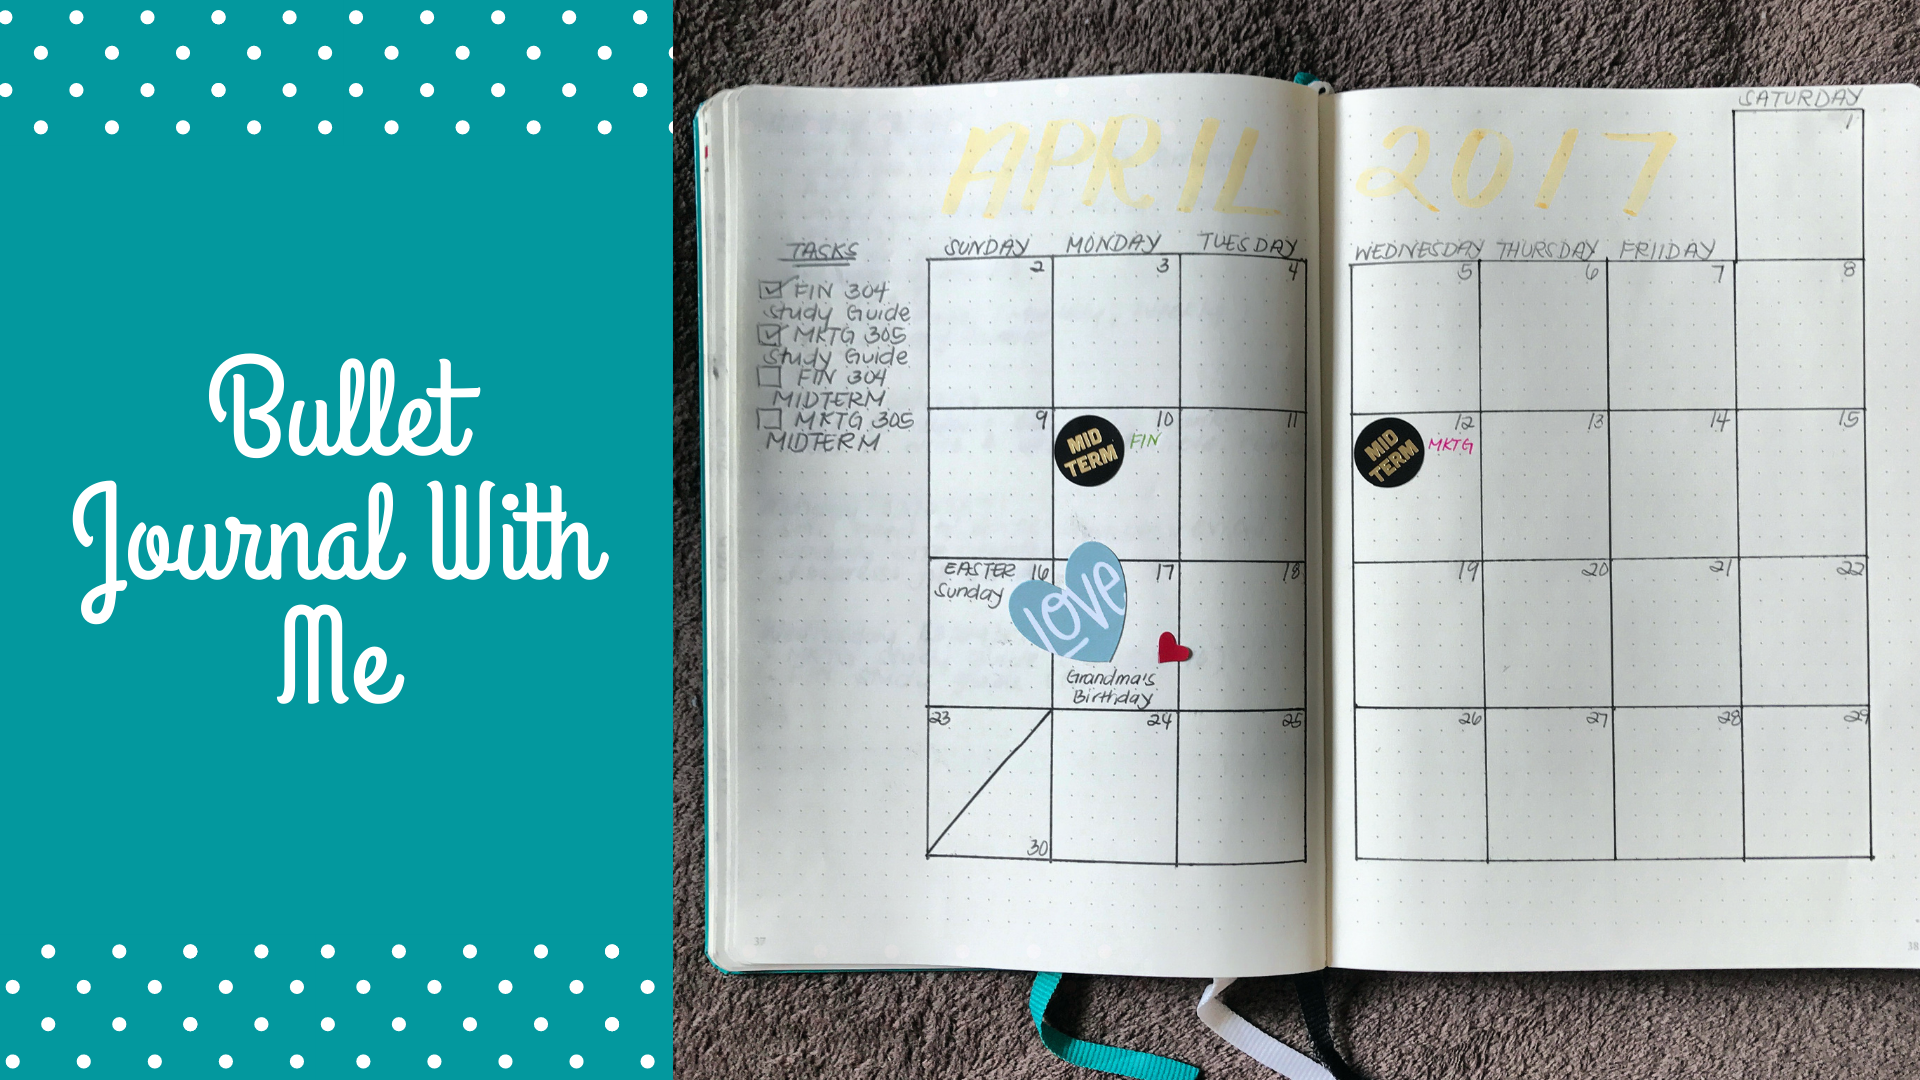 Bullet
Journal With
Me
APRIL 2017
TASKS
☑ FIN 304
Study Guide
☑ MKTG 305
Study Guide
☐ FIN 304
MIDTERM
☐ MKTG 305
MIDTERM
SATURDAY
1
SUNDAY MONDAY TUESDAY WEDNESDAY THURSDAY FRIIDAY
2 3 4 5 6 7 8
9 10 11 12 13 14 15
MID
TERM
FIN
MID
TERM
MKTG
EASTER 16 17 18 19 20 21 22
Sunday
LOVE
Grandma's
Birthday
23 24 25 26 27 28 29
30
37 38